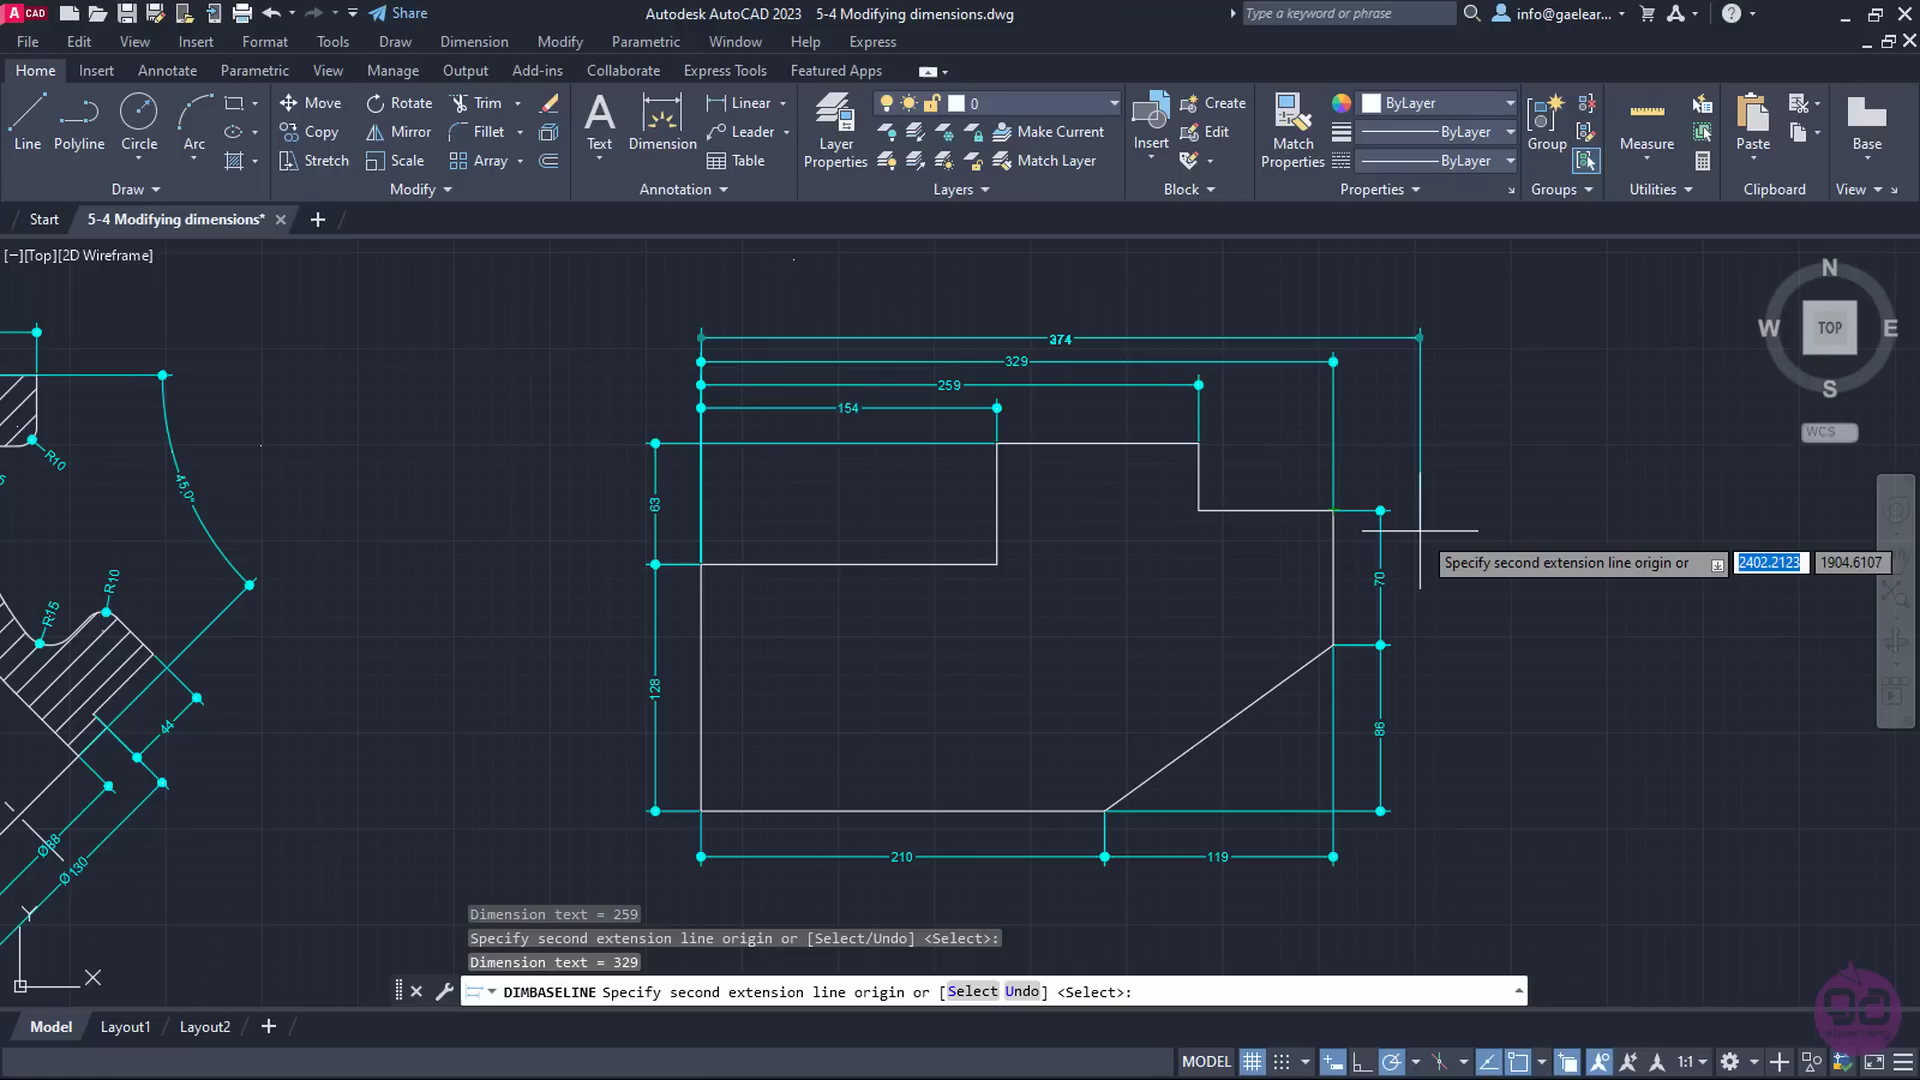 A CAD Share Autodesk AutoCAD 2023 5-4 Modifying dimensions.dwg Type a keyword or phrase info@gaelear...
File Edit View Insert Format Tools Draw Dimension Modify Parametric Window Help Express
Home Insert Annotate Parametric View Manage Output Add-ins Collaborate Express Tools Featured Apps
Move Rotate Trim Linear 0 Create ByLayer
Line Polyline Circle Arc Copy Mirror Fillet Text Dimension Leader Layer Properties Make Current Insert Edit Match Properties ByLayer Group Measure Paste Base
Stretch Scale Array Table Match Layer ByLayer
Draw Modify Annotation Layers Block Properties Groups Utilities Clipboard View
Start 5-4 Modifying dimensions*
[−][Top][2D Wireframe]
N
W TOP E
S
WCS
374
329
259
154
R10
45.0°
63
Specify second extension line origin or 2402.2123 1904.6107
70
R10
R15
128
44
86
Ø88
Ø130
210 119
Y
X
Dimension text = 259
Specify second extension line origin or [Select/Undo] <Select>:
Dimension text = 329
DIMBASELINE Specify second extension line origin or [Select Undo] <Select>:
Model Layout1 Layout2
MODEL 1:1